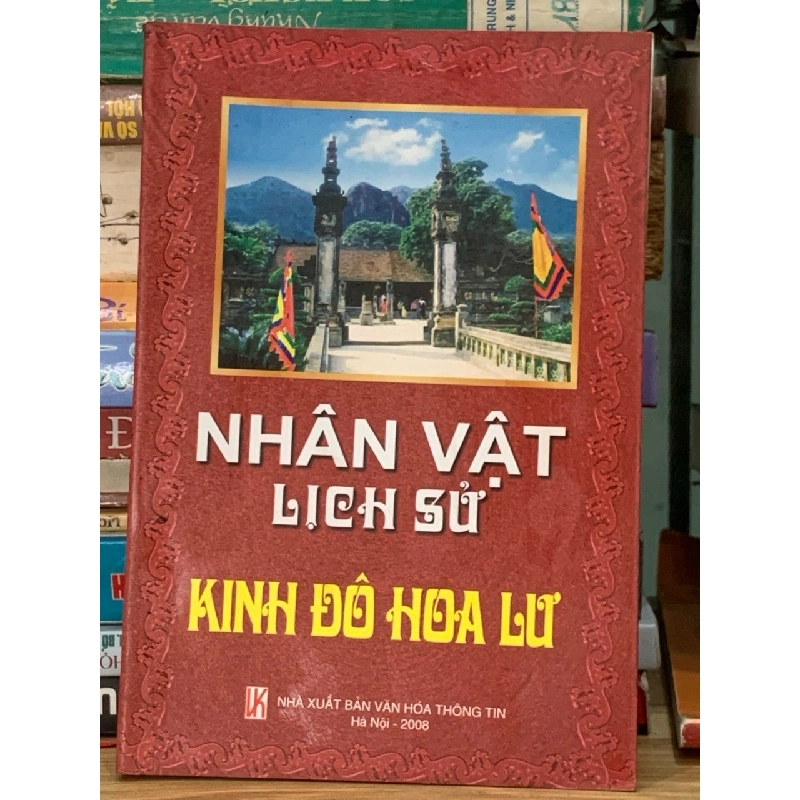 NHÂN VẬT
LỊCH SỬ
KINH ĐÔ HOA LƯ
NHÀ XUẤT BẢN VĂN HÓA THÔNG TIN
Hà Nội - 2008